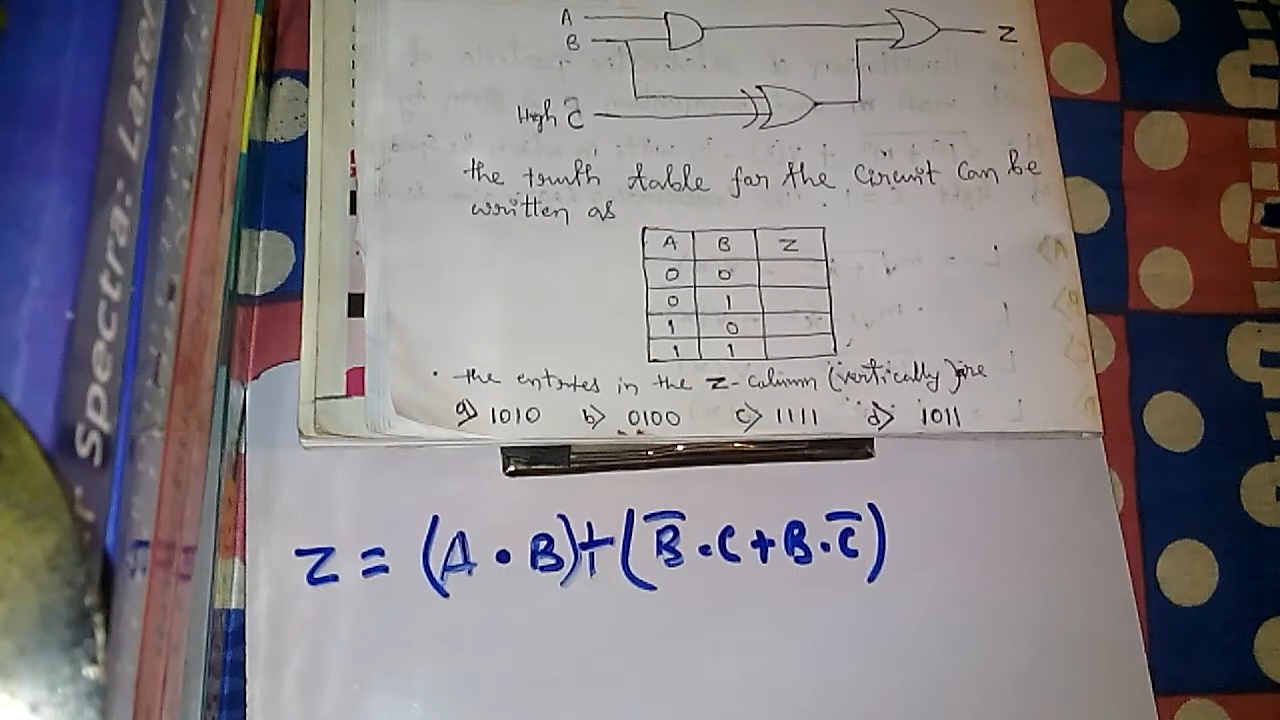 A
B
Z
High C
the truth table for the circuit can be
written as
A B Z
0 0
0 1
1 0
1 1
• the entries in the Z-column (vertically) are
a) 1010 b) 0100 c) 1111 d) 1011
Z = (A • B) + (B̅ • C + B • C̅)
Spectra: Laser